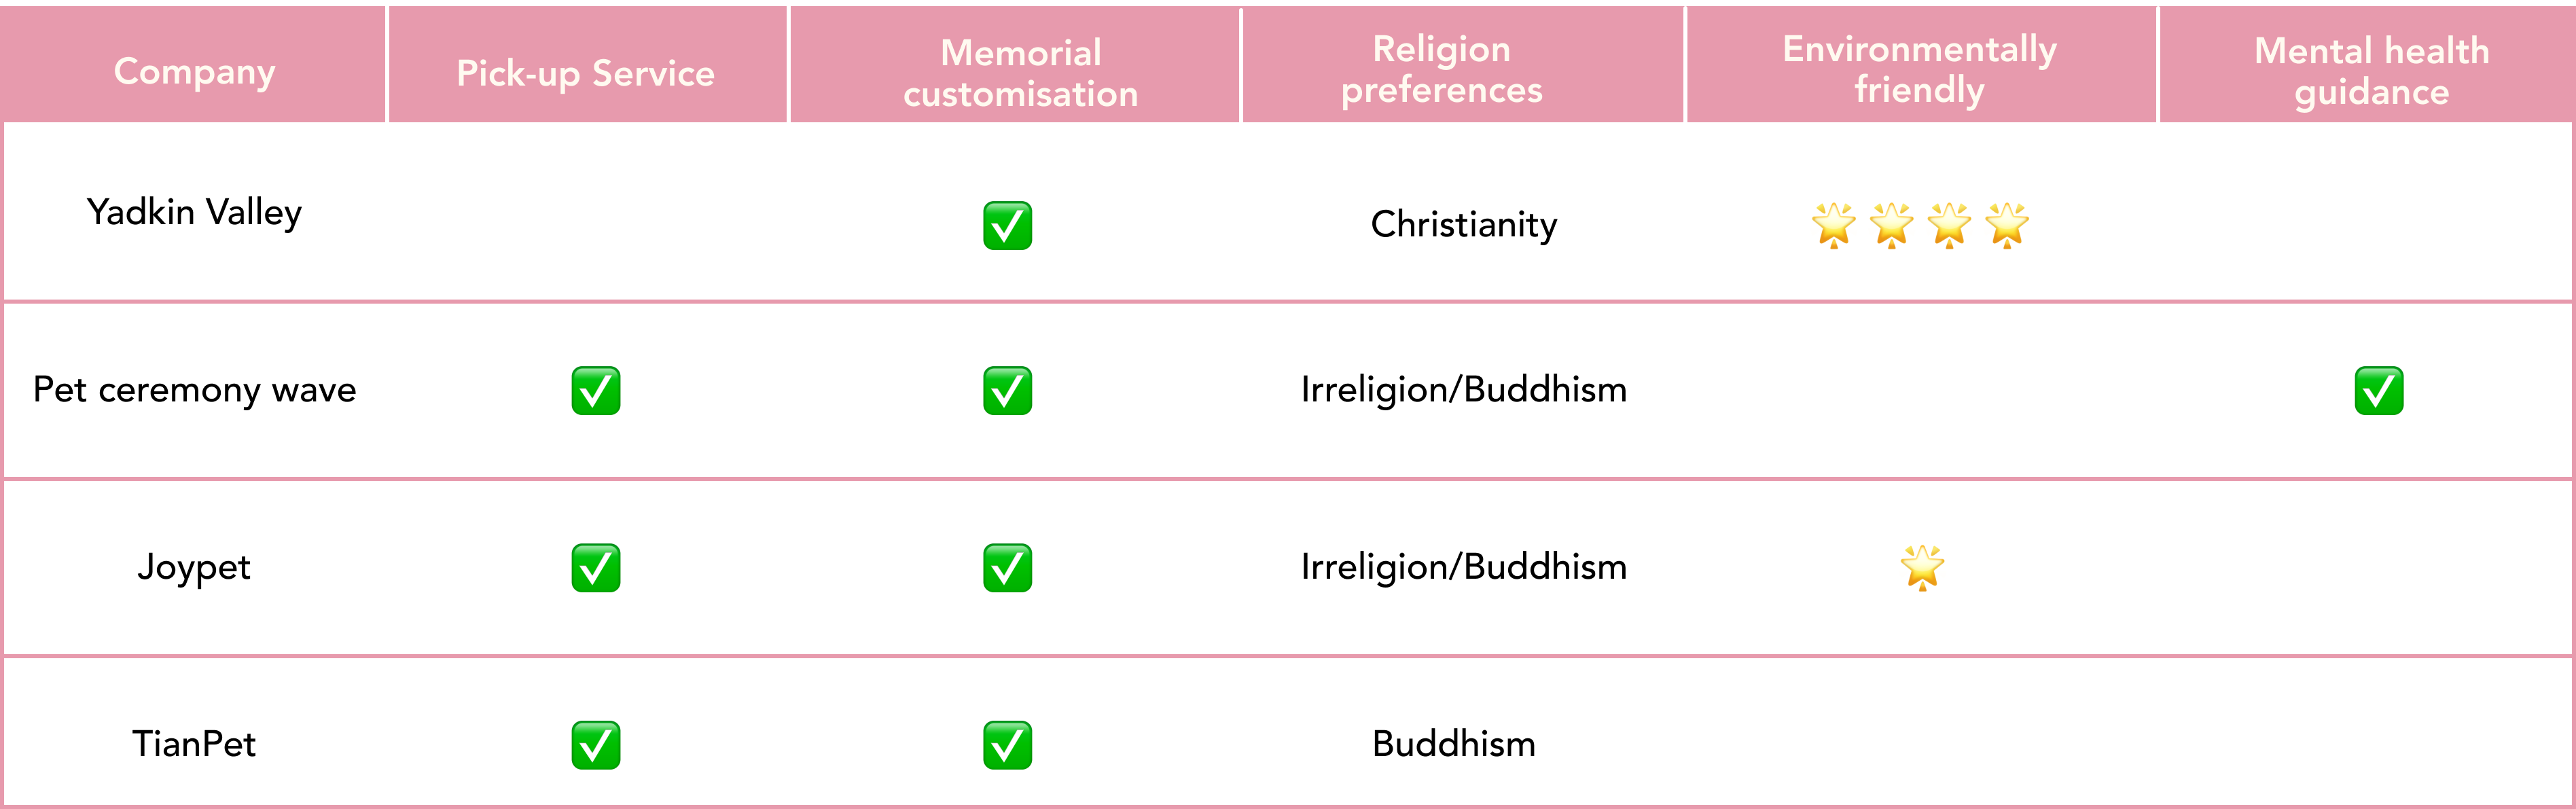 Company
Pick-up Service
Memorial
customisation
Religion
preferences
Environmentally
friendly
Mental health
guidance
Yadkin Valley
✅
Christianity
🌟🌟🌟🌟
Pet ceremony wave
✅
✅
Irreligion/Buddhism
✅
Joypet
✅
✅
Irreligion/Buddhism
🌟
TianPet
✅
✅
Buddhism